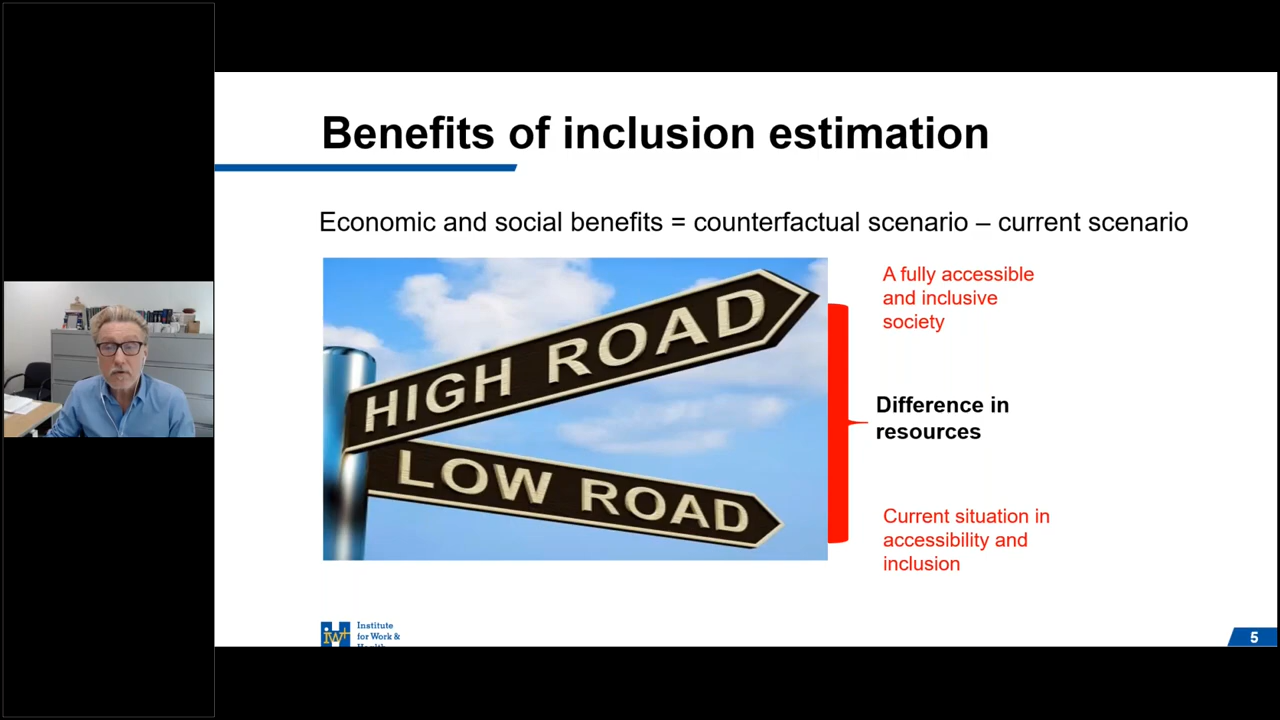 Benefits of inclusion estimation
Economic and social benefits = counterfactual scenario – current scenario
HIGH ROAD
LOW ROAD
A fully accessible
and inclusive
society
Difference in
resources
Current situation in
accessibility and
inclusion
iw+
Institute
for Work &
5